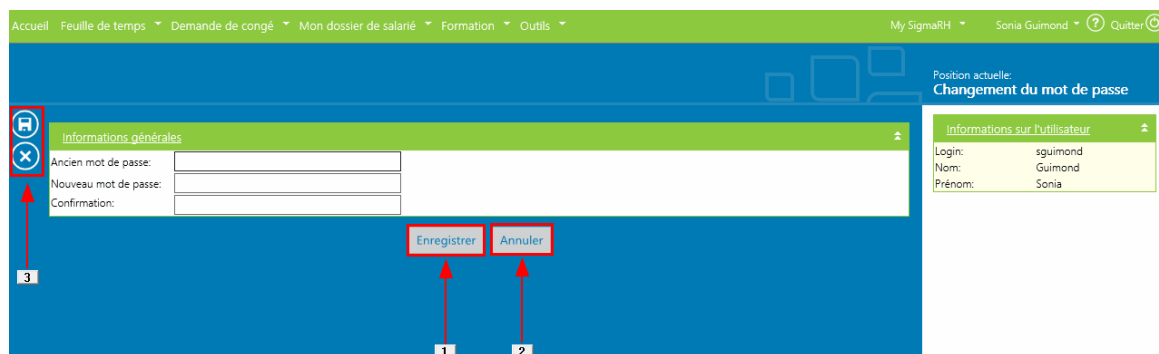 Accueil Feuille de temps Demande de congé Mon dossier de salarié Formation Outils My SigmaRH Sonia Guimond ? Quitter
Position actuelle:
Changement du mot de passe
Informations générales
Ancien mot de passe:
Nouveau mot de passe:
Confirmation:
Enregistrer Annuler
Informations sur l'utilisateur
Login: sguimond
Nom: Guimond
Prénom: Sonia
3
1 2